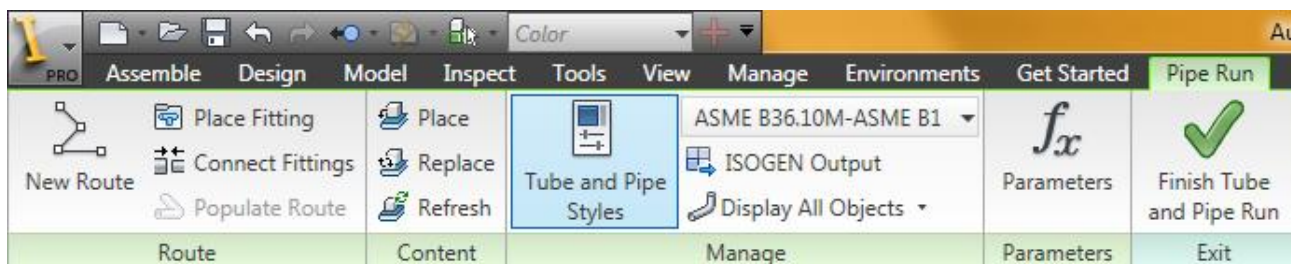 Color
Au
PRO Assemble Design Model Inspect Tools View Manage Environments Get Started Pipe Run
New Route
Place Fitting
Connect Fittings
Populate Route
Route
Place
Replace
Refresh
Content
Tube and Pipe
Styles
ASME B36.10M-ASME B1
ISOGEN Output
Display All Objects
Manage
fx
Parameters
Parameters
Finish Tube
and Pipe Run
Exit